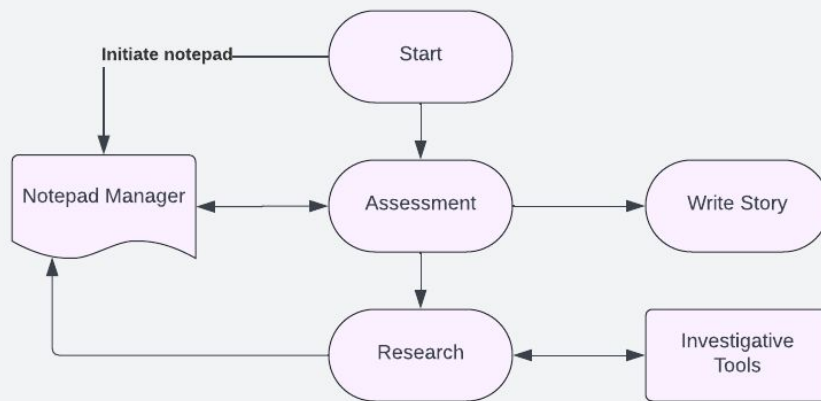 Start
Initiate notepad
Notepad Manager
Assessment
Write Story
Research
Investigative
Tools